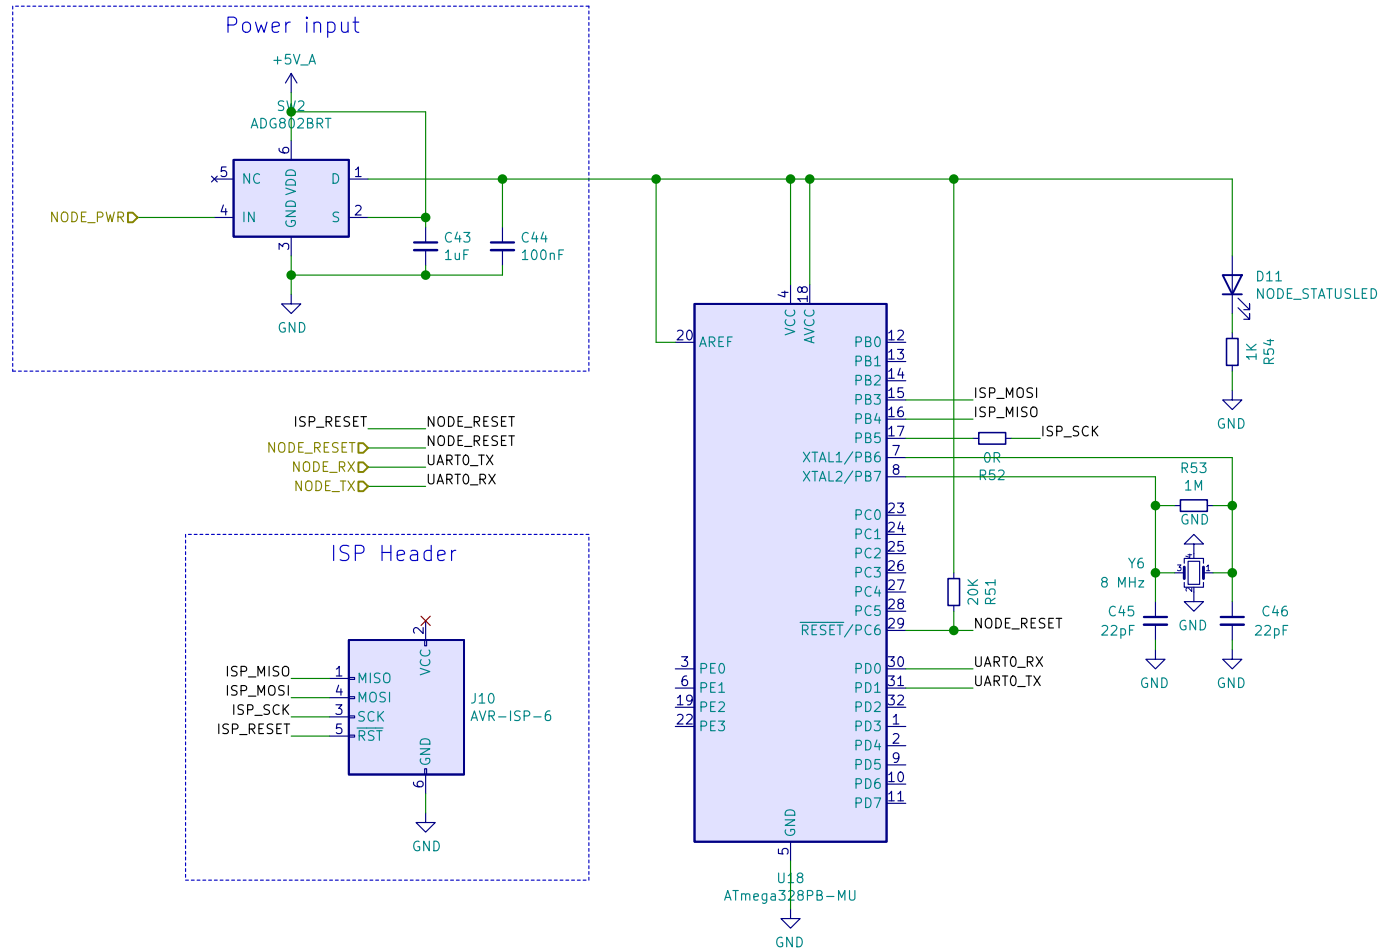 Power input
+5V_A
SW2
ADG802BRT
6
5
NC
VDD
D
1
NODE_PWR
4
IN
GND
S
2
3
GND
C43
1uF
C44
100nF
ISP_RESET
NODE_RESET
NODE_RESET
NODE_RESET
NODE_RX
UART0_TX
NODE_TX
UART0_RX
ISP Header
2
VCC
ISP_MISO
1
MISO
ISP_MOSI
4
MOSI
ISP_SCK
3
SCK
ISP_RESET
5
RST
GND
6
GND
J10
AVR-ISP-6
4
18
VCC
AVCC
20
AREF
3
PE0
6
PE1
19
PE2
22
PE3
PB0
12
PB1
13
PB2
14
PB3
15
ISP_MOSI
PB4
16
ISP_MISO
PB5
17
ISP_SCK
0R
R52
XTAL1/PB6
7
XTAL2/PB7
8
PC0
23
PC1
24
PC2
25
PC3
26
PC4
27
PC5
28
RESET/PC6
29
NODE_RESET
20K
R51
PD0
30
UART0_RX
PD1
31
UART0_TX
PD2
32
PD3
1
PD4
2
PD5
9
PD6
10
PD7
11
GND
5
U18
ATmega328PB-MU
GND
D11
NODE_STATUSLED
1K
R54
GND
R53
1M
GND
Y6
8 MHz
4
3
1
2
GND
C45
22pF
GND
C46
22pF
GND